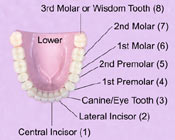 3rd Molar or Wisdom Tooth (8)
2nd Molar (7)
Lower
1st Molar (6)
2nd Premolar (5)
1st Premolar (4)
Canine/Eye Tooth (3)
Lateral Incisor (2)
Central Incisor (1)